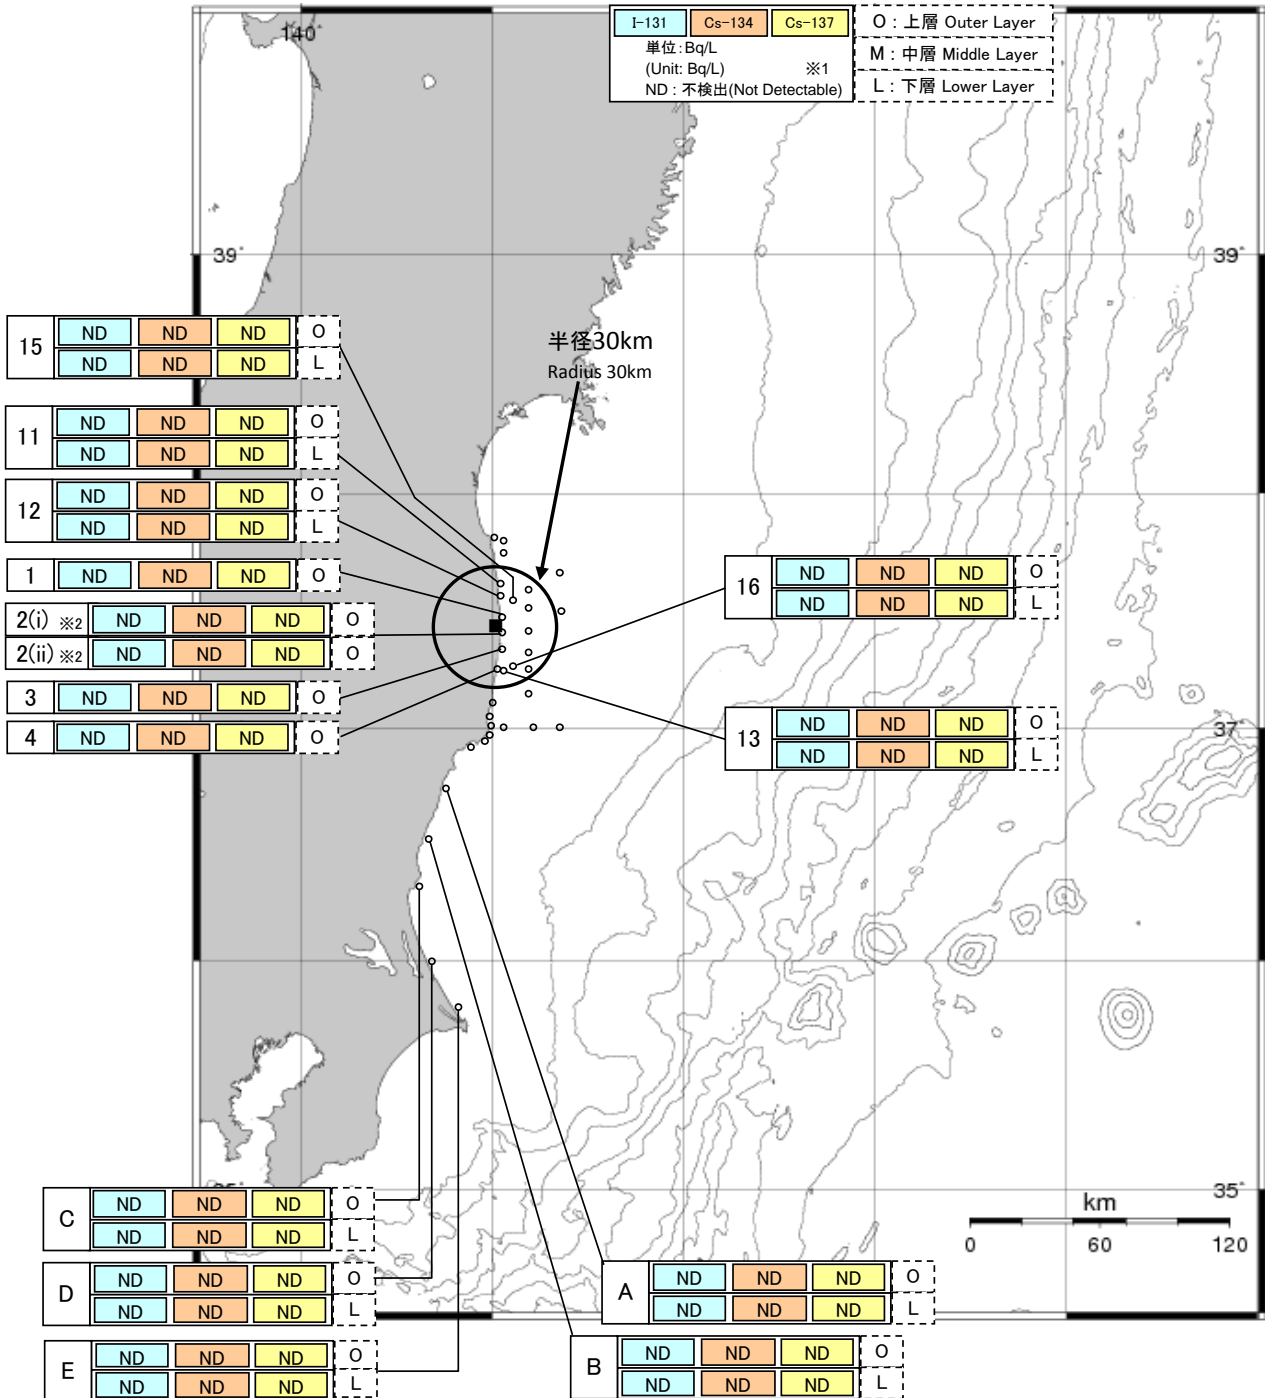 I-131 Cs-134 Cs-137
単位:Bq/L
(Unit: Bq/L) ※1
ND : 不検出(Not Detectable)
O : 上層 Outer Layer
M : 中層 Middle Layer
L : 下層 Lower Layer
140°
39°
39°
半径30km
Radius 30km
15
ND ND ND O
ND ND ND L
11
ND ND ND O
ND ND ND L
12
ND ND ND O
ND ND ND L
1 ND ND ND O
2(i) ※2 ND ND ND O
2(ii) ※2 ND ND ND O
3 ND ND ND O
4 ND ND ND O
16
ND ND ND O
ND ND ND L
13
ND ND ND O
ND ND ND L
37°
35°
km
0 60 120
C
ND ND ND O
ND ND ND L
D
ND ND ND O
ND ND ND L
E
ND ND ND O
ND ND ND L
A
ND ND ND O
ND ND ND L
B
ND ND ND O
ND ND ND L